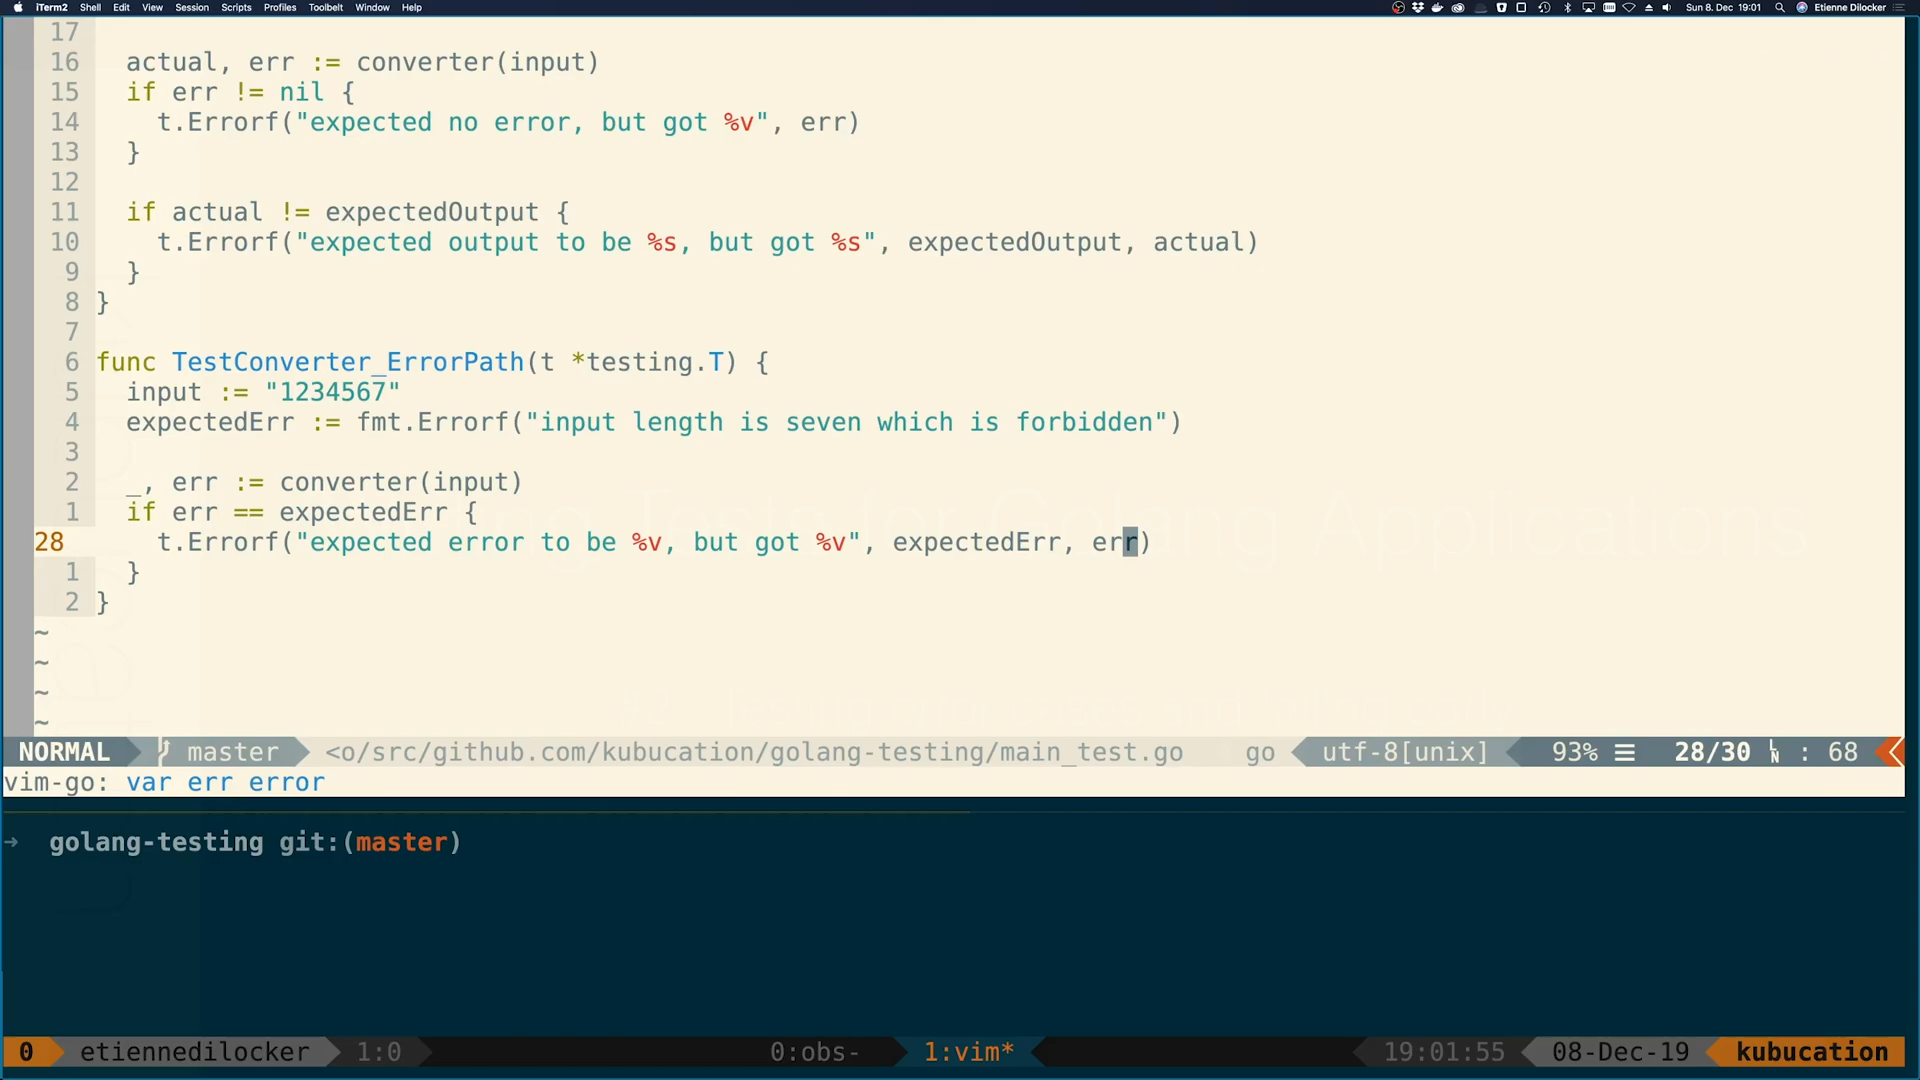 iTerm2 Shell Edit View Session Scripts Profiles Toolbelt Window Help Sun 8. Dec 19:01 Etienne Dilocker
17
16 actual, err := converter(input)
15 if err != nil {
14 t.Errorf("expected no error, but got %v", err)
13 }
12
11 if actual != expectedOutput {
10 t.Errorf("expected output to be %s, but got %s", expectedOutput, actual)
9 }
8 }
7
6 func TestConverter_ErrorPath(t *testing.T) {
5 input := "1234567"
4 expectedErr := fmt.Errorf("input length is seven which is forbidden")
3
2 _, err := converter(input)
1 if err == expectedErr {
28 t.Errorf("expected error to be %v, but got %v", expectedErr, err)
1 }
2 }
~
~
~
~
NORMAL master <o/src/github.com/kubucation/golang-testing/main_test.go go utf-8[unix] 93% ☰ 28/30 : 68
vim-go: var err error
→ golang-testing git:(master)
0 etiennedilocker 1:0 0:obs- 1:vim* 19:01:55 08-Dec-19 kubucation